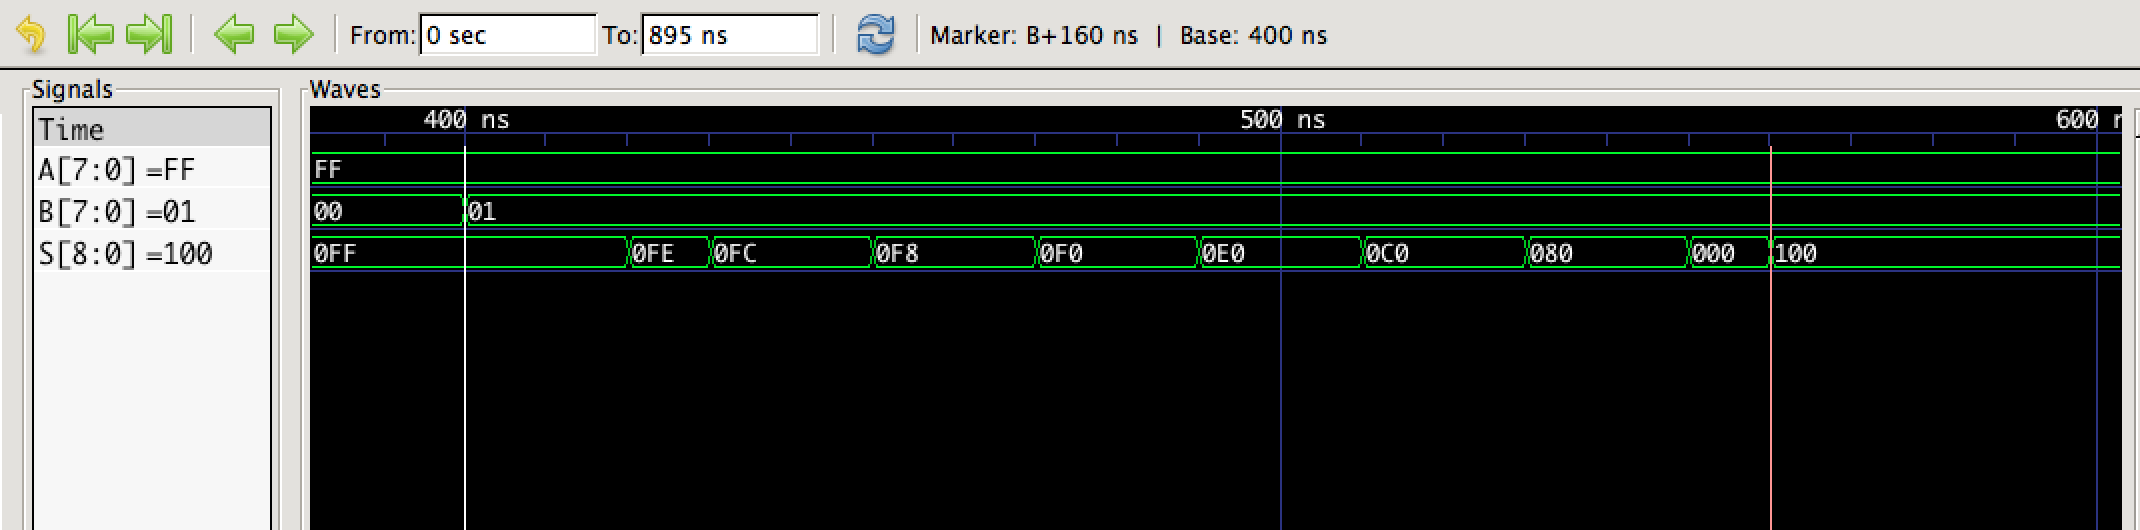 From: 0 sec To: 895 ns Marker: B+160 ns | Base: 400 ns
Signals Waves
Time 400 ns 500 ns 600 n
A[7:0] =FF FF
B[7:0] =01 00 01
S[8:0] =100 0FF 0FE 0FC 0F8 0F0 0E0 0C0 080 000 100